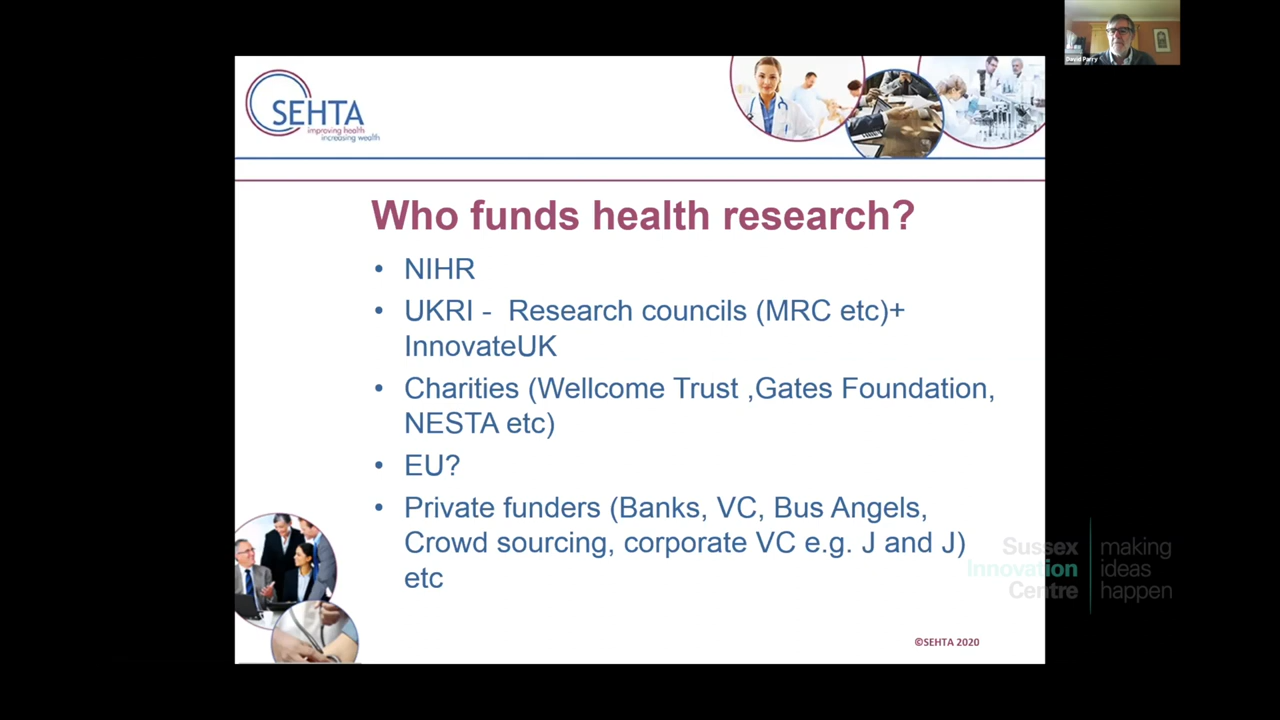 David Parry
SEHTA
improving health
increasing wealth
Who funds health research?
• NIHR
• UKRI - Research councils (MRC etc)+
InnovateUK
• Charities (Wellcome Trust ,Gates Foundation,
NESTA etc)
• EU?
• Private funders (Banks, VC, Bus Angels,
Crowd sourcing, corporate VC e.g. J and J)
etc
Sussex
Innovation
Centre
making
ideas
happen
©SEHTA 2020